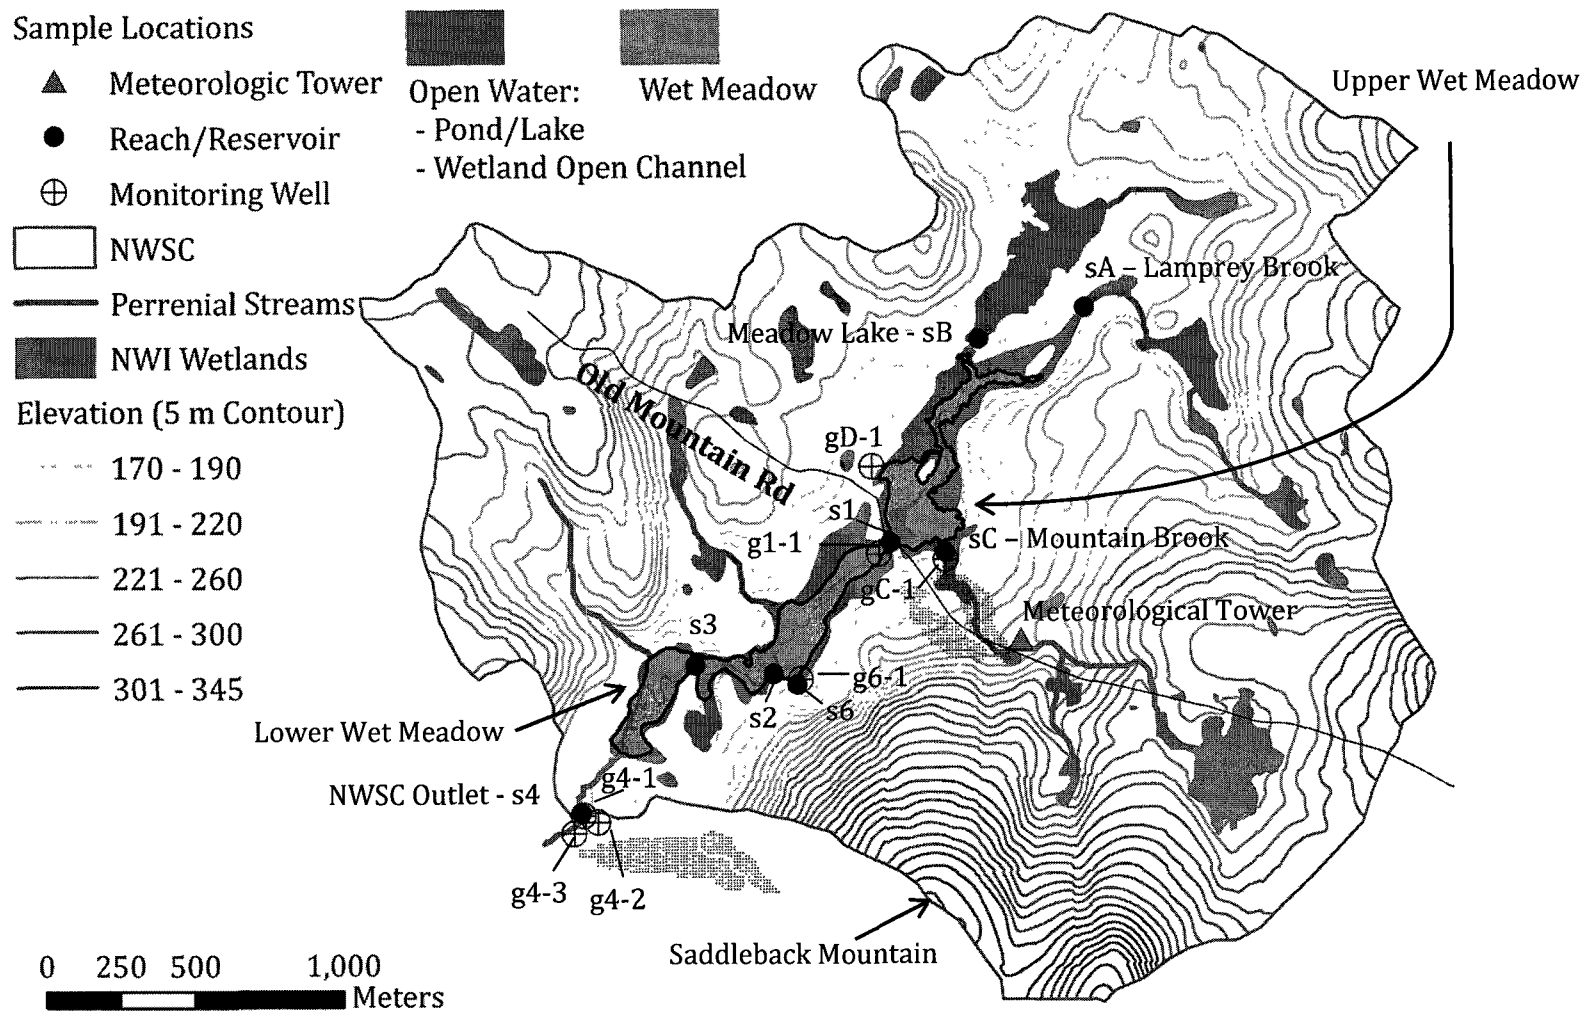 Sample Locations
Meteorologic Tower
Reach/Reservoir
Monitoring Well
NWSC
Perrenial Streams
NWI Wetlands
Elevation (5 m Contour)
170 - 190
191 - 220
221 - 260
261 - 300
301 - 345
Open Water:
- Pond/Lake
- Wetland Open Channel
Wet Meadow
Upper Wet Meadow
sA – Lamprey Brook
Meadow Lake - sB
Old Mountain Rd
gD-1
s1
g1-1
sC – Mountain Brook
gC-1
Meteorological Tower
s3
g6-1
s2
s6
Lower Wet Meadow
g4-1
NWSC Outlet - s4
g4-3
g4-2
Saddleback Mountain
0 250 500 1,000
Meters